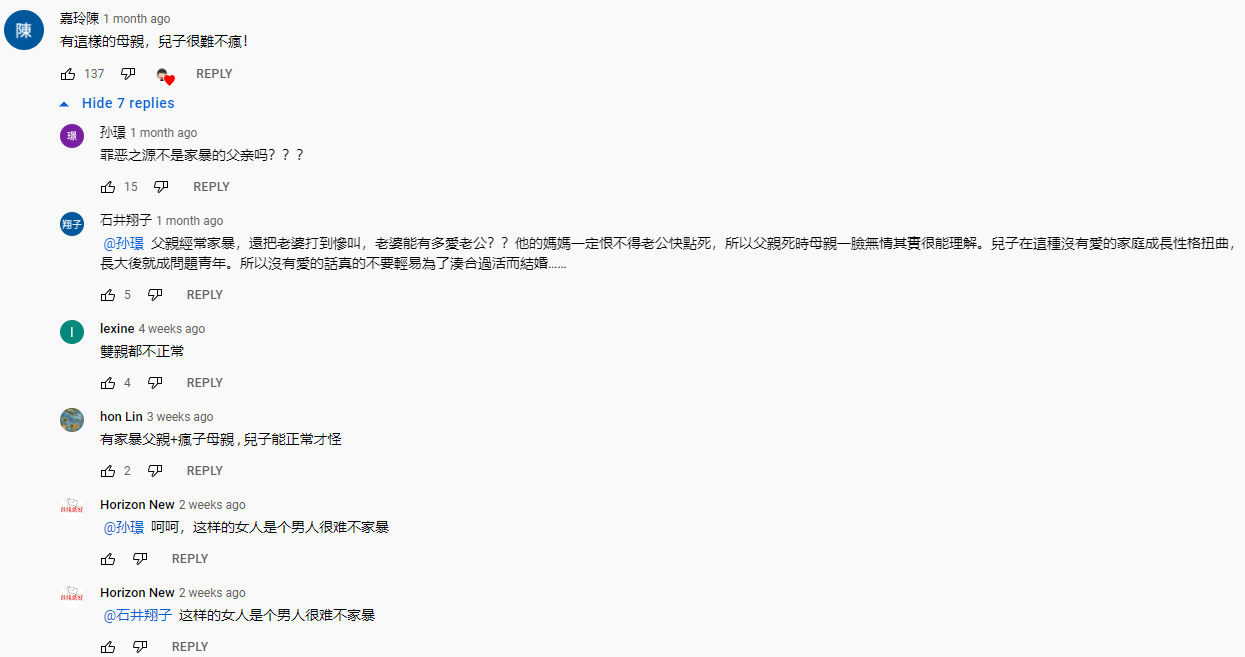 陳
嘉玲陳 1 month ago
有這樣的母親，兒子很難不瘋！
137 REPLY
Hide 7 replies
璟
孙璟 1 month ago
罪恶之源不是家暴的父亲吗？？？
15 REPLY
翔子
石井翔子 1 month ago
@孙璟 父親經常家暴，還把老婆打到慘叫，老婆能有多愛老公？？他的媽媽一定恨不得老公快點死，所以父親死時母親一臉無情其實很能理解。兒子在這種沒有愛的家庭成長性格扭曲，
長大後就成問題青年。所以沒有愛的話真的不要輕易為了湊合過活而結婚……
5 REPLY
l
lexine 4 weeks ago
雙親都不正常
4 REPLY
hon Lin 3 weeks ago
有家暴父親+瘋子母親 , 兒子能正常才怪
2 REPLY
Horizon New 2 weeks ago
@孙璟 呵呵，这样的女人是个男人很难不家暴
REPLY
Horizon New 2 weeks ago
@石井翔子 这样的女人是个男人很难不家暴
REPLY